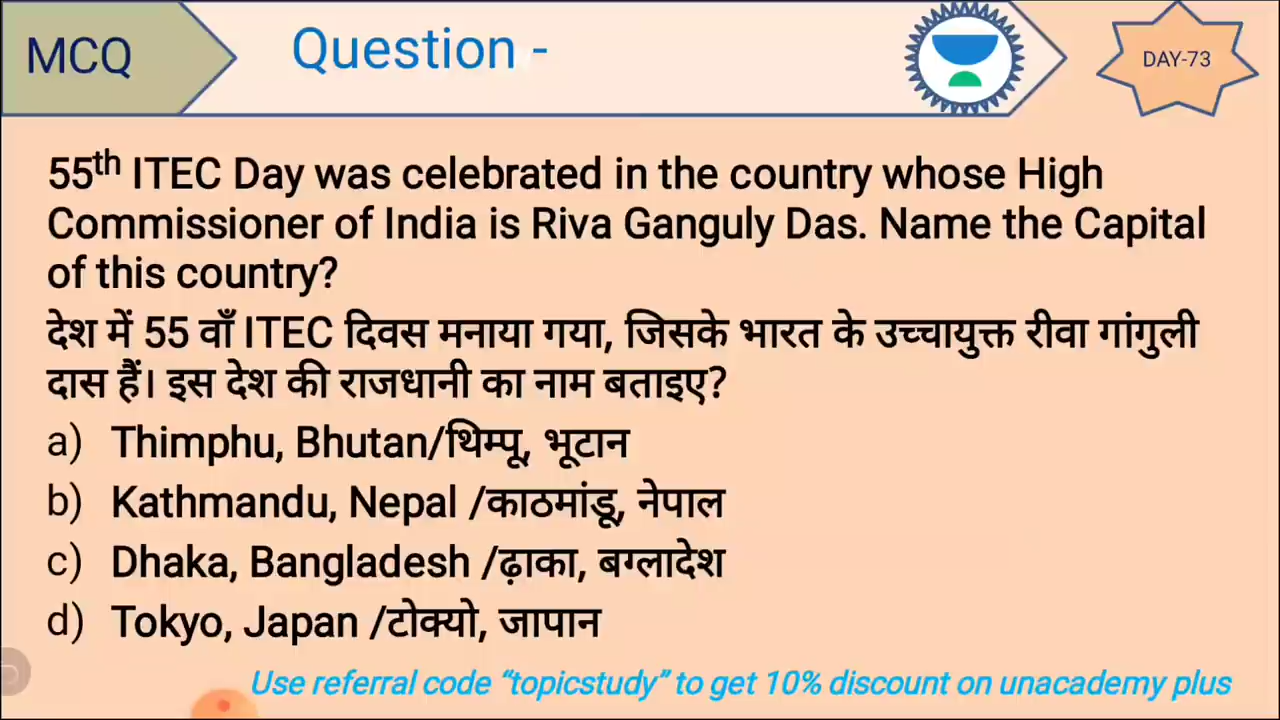 MCQ
Question -
DAY-73
55th ITEC Day was celebrated in the country whose High
Commissioner of India is Riva Ganguly Das. Name the Capital
of this country?
देश में 55 वाँ ITEC दिवस मनाया गया, जिसके भारत के उच्चायुक्त रीवा गांगुली
दास हैं। इस देश की राजधानी का नाम बताइए?
a) Thimphu, Bhutan/थिम्पू, भूटान
b) Kathmandu, Nepal /काठमांडू, नेपाल
c) Dhaka, Bangladesh /ढ़ाका, बग्लादेश
d) Tokyo, Japan /टोक्यो, जापान
Use referral code “topicstudy” to get 10% discount on unacademy plus